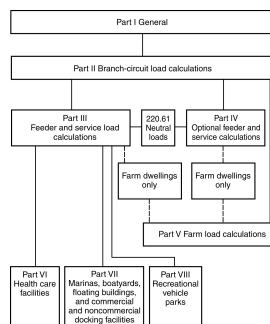 Part I General
Part II Branch-circuit load calculations
Part III
Feeder and service load
calculations
220.61
Neutral
loads
Part IV
Optional feeder and
service calculations
Farm dwellings
only
Farm dwellings
only
Part V Farm load calculations
Part VI
Health care
facilities
Part VII
Marinas, boatyards,
floating buildings,
and commercial
and noncommercial
docking facilities
Part VIII
Recreational
vehicle
parks